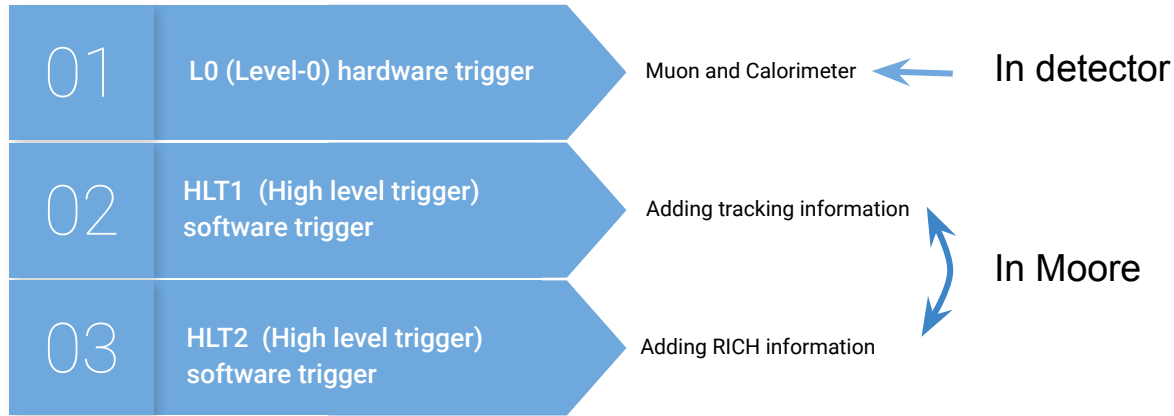 01
L0 (Level-0) hardware trigger
Muon and Calorimeter
In detector
02
HLT1 (High level trigger)
software trigger
Adding tracking information
In Moore
03
HLT2 (High level trigger)
software trigger
Adding RICH information